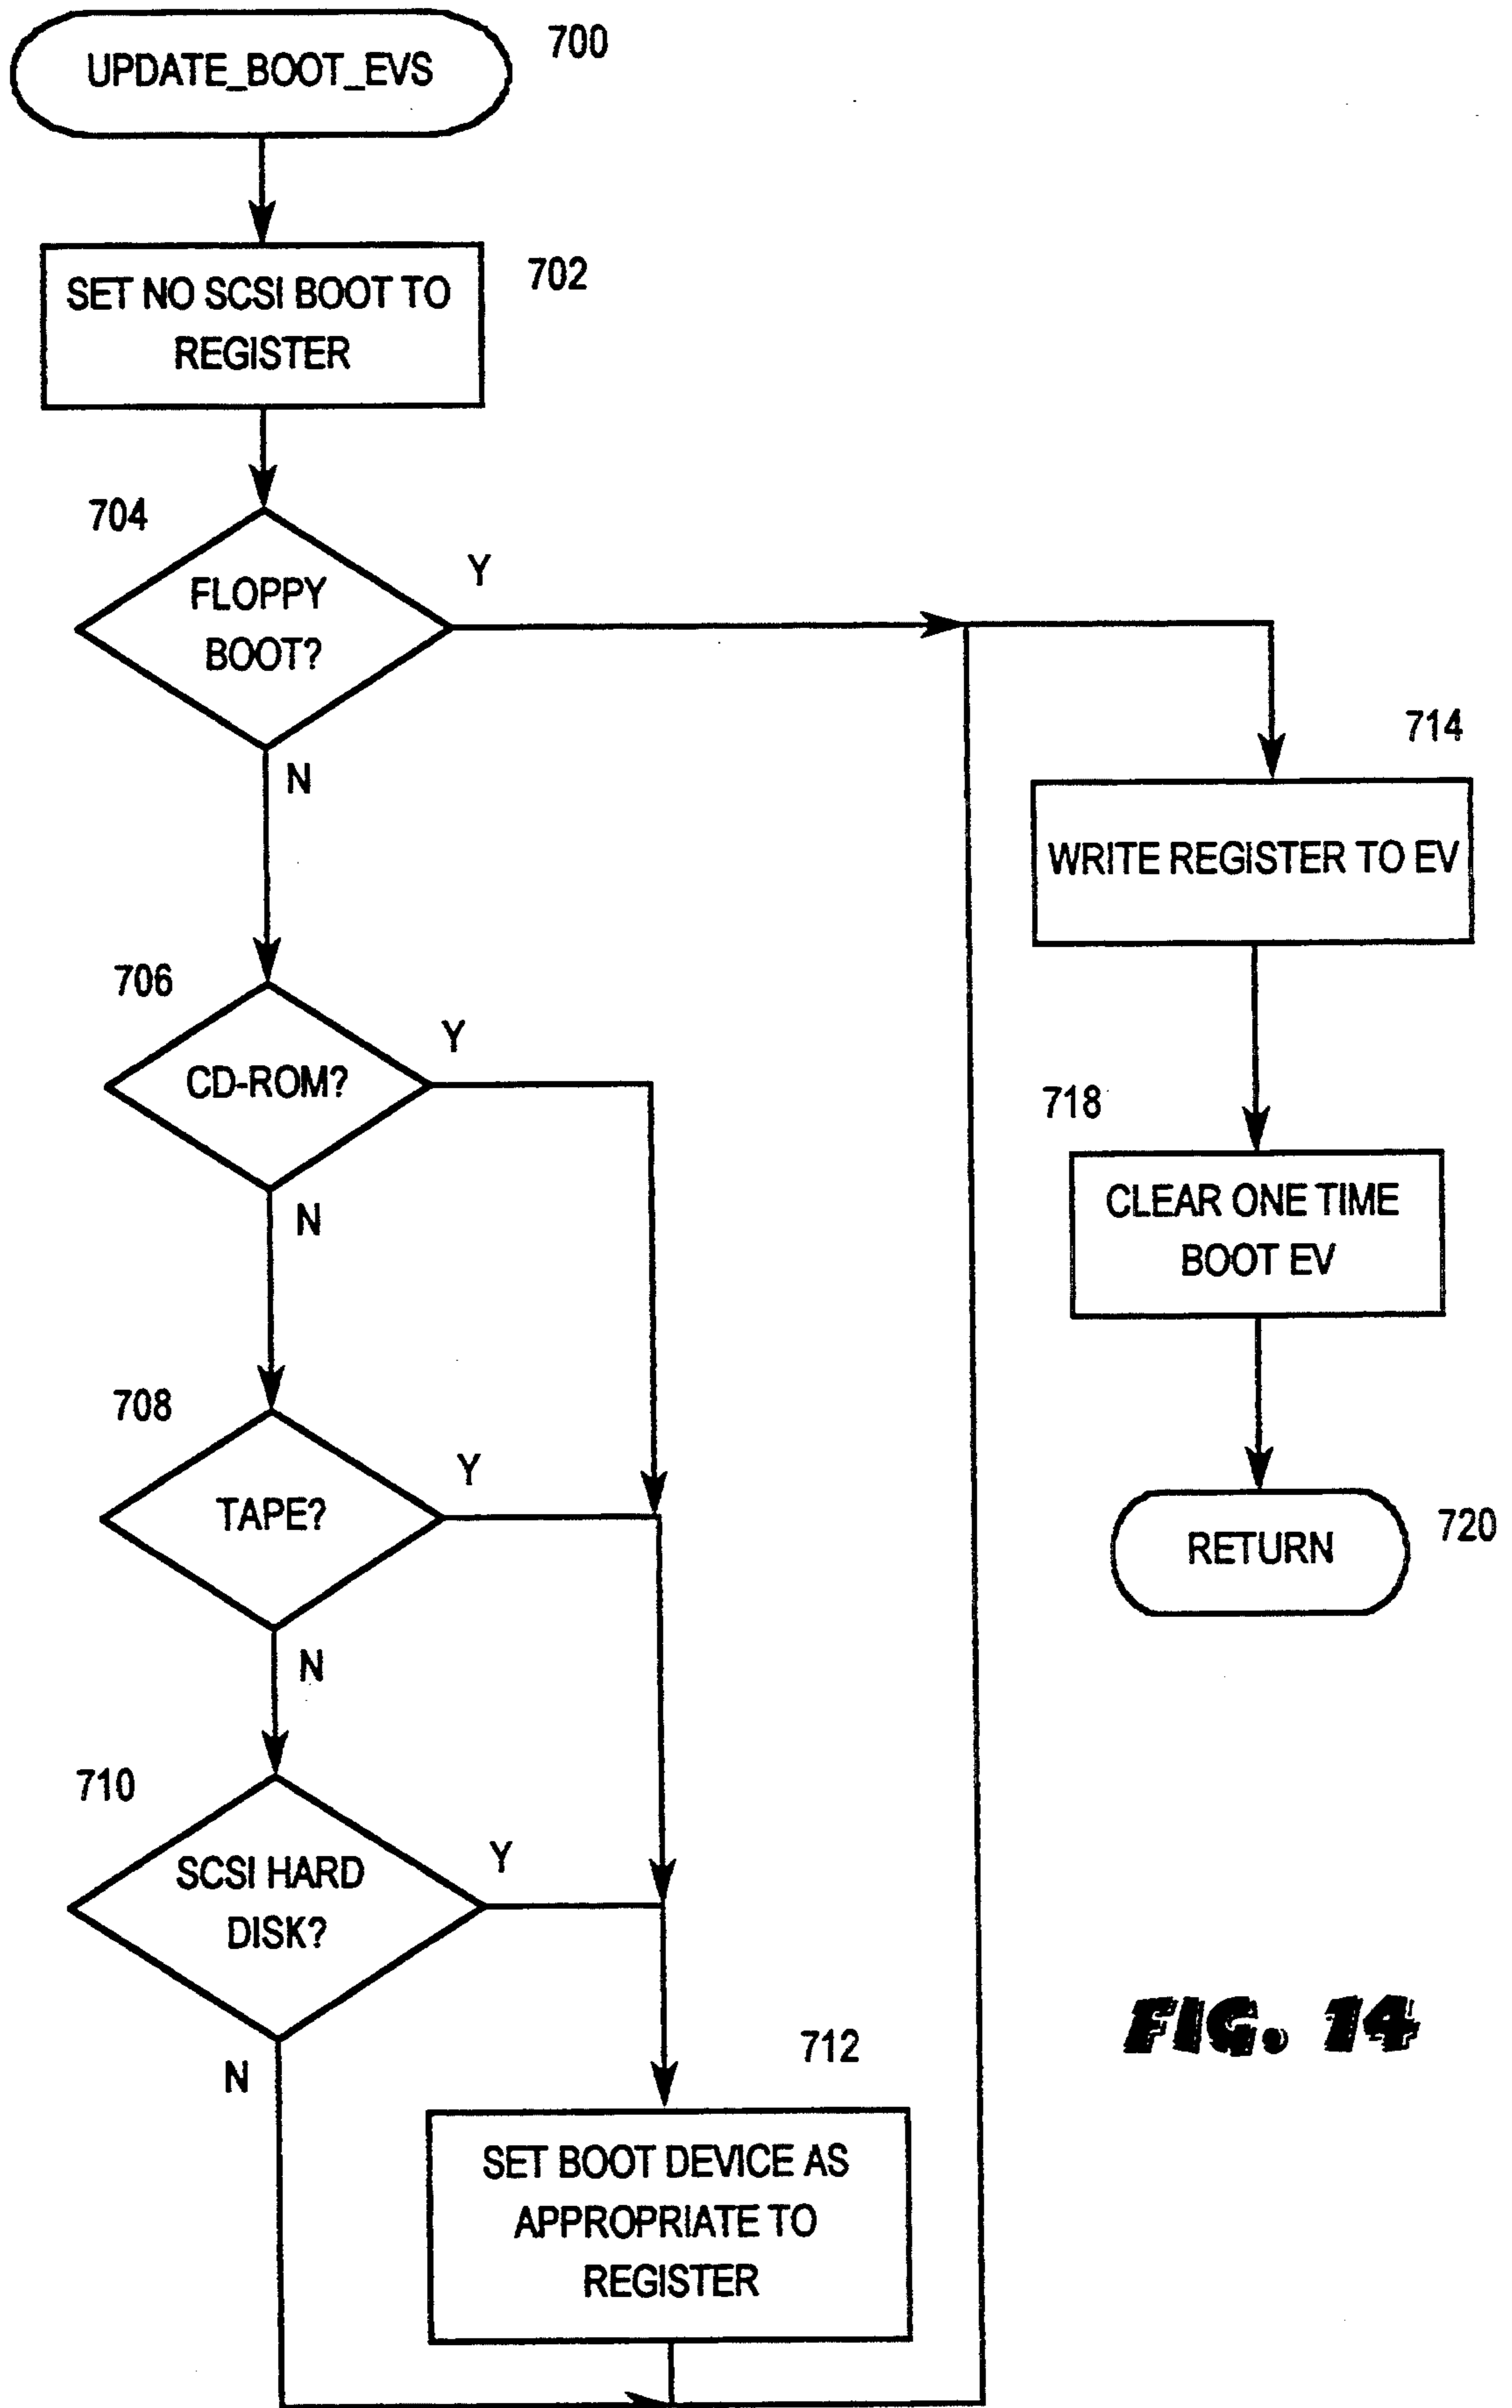 UPDATE_BOOT_EVS
700
SET NO SCSI BOOT TO
REGISTER
702
704
FLOPPY
BOOT?
Y
N
714
WRITE REGISTER TO EV
706
CD-ROM?
Y
N
718
CLEAR ONE TIME
BOOT EV
708
TAPE?
Y
N
RETURN
720
710
SCSI HARD
DISK?
Y
N
712
SET BOOT DEVICE AS
APPROPRIATE TO
REGISTER
FIG. 14